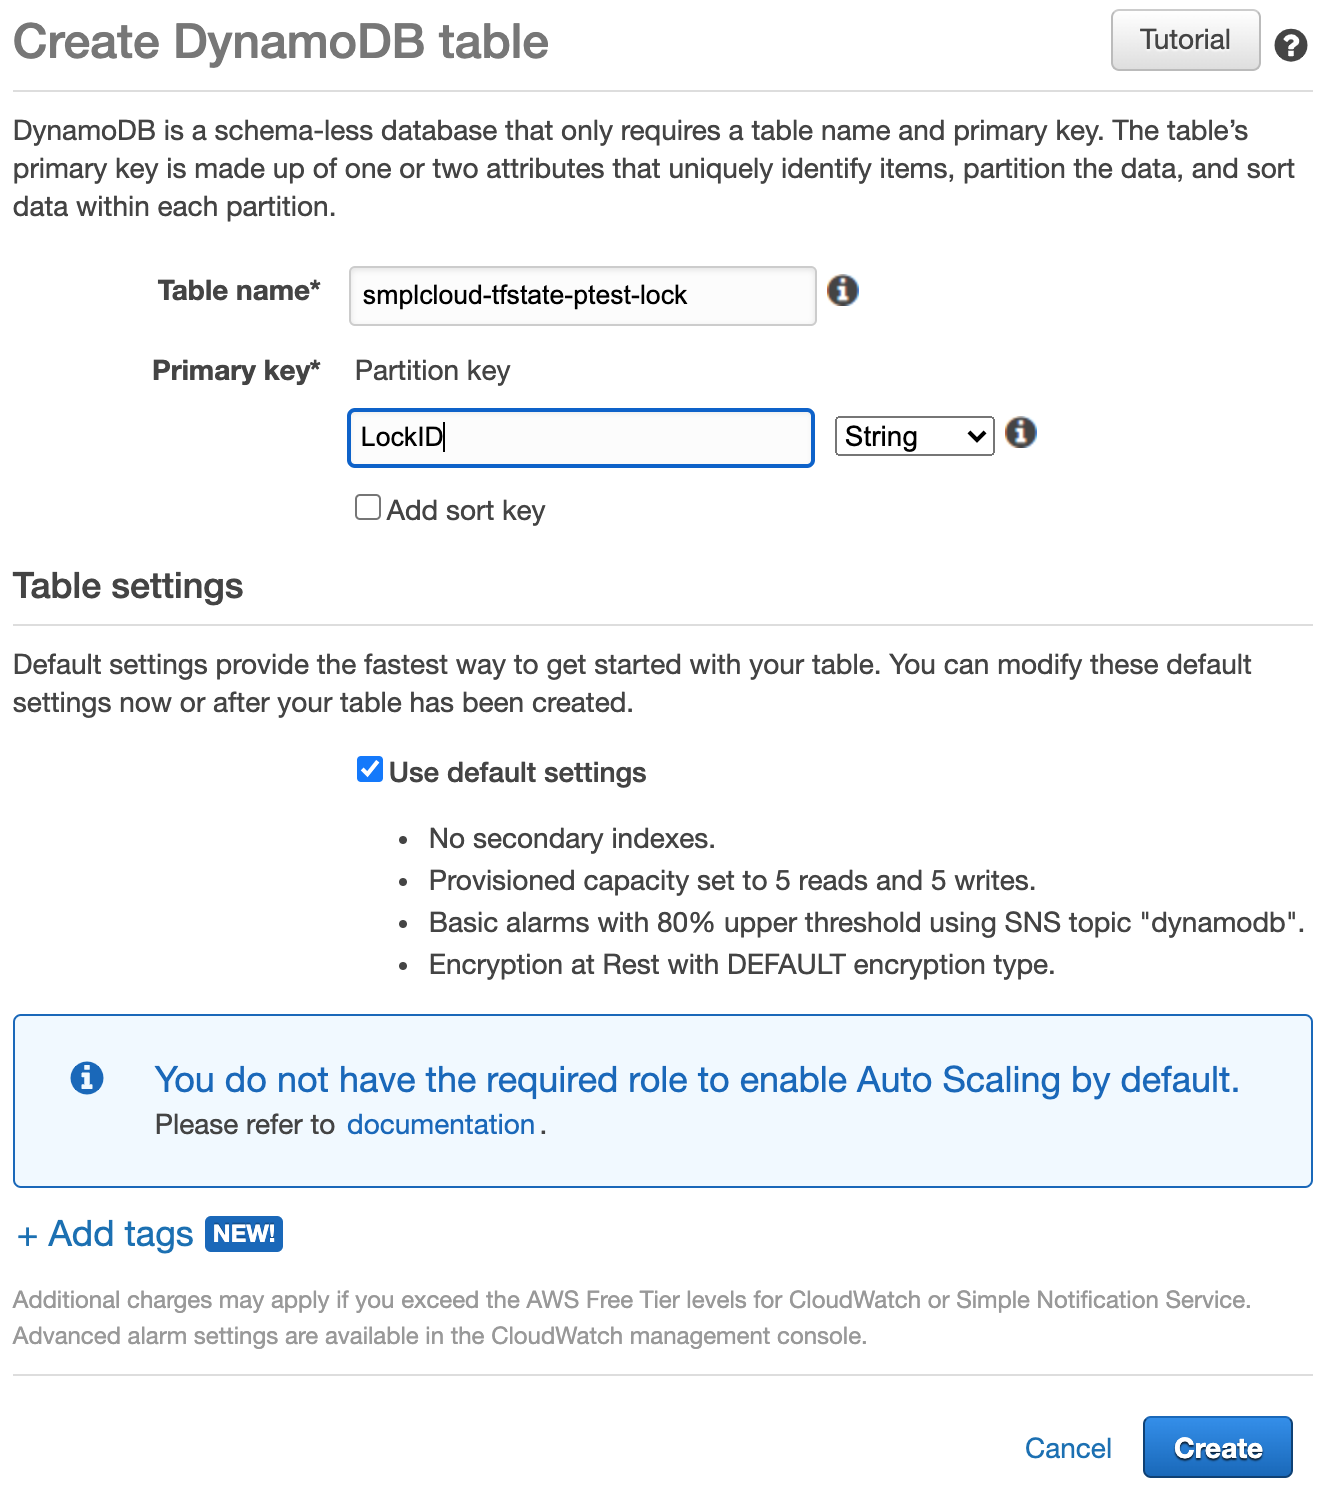 Create DynamoDB table
Tutorial
DynamoDB is a schema-less database that only requires a table name and primary key. The table’s
primary key is made up of one or two attributes that uniquely identify items, partition the data, and sort
data within each partition.
Table name*
smplcloud-tfstate-ptest-lock
Primary key*
Partition key
LockID
String
Add sort key
Table settings
Default settings provide the fastest way to get started with your table. You can modify these default
settings now or after your table has been created.
Use default settings
• No secondary indexes.
• Provisioned capacity set to 5 reads and 5 writes.
• Basic alarms with 80% upper threshold using SNS topic "dynamodb".
• Encryption at Rest with DEFAULT encryption type.
You do not have the required role to enable Auto Scaling by default.
Please refer to documentation .
+ Add tags NEW!
Additional charges may apply if you exceed the AWS Free Tier levels for CloudWatch or Simple Notification Service.
Advanced alarm settings are available in the CloudWatch management console.
Cancel
Create